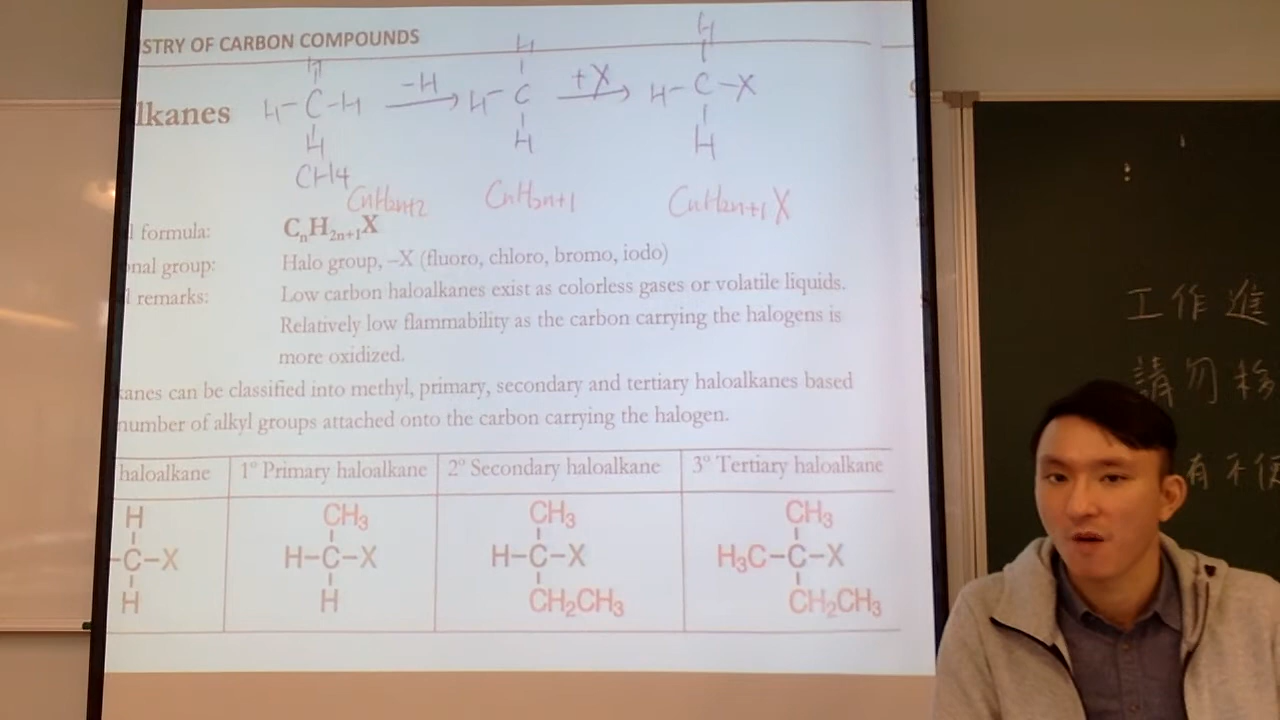 STRY OF CARBON COMPOUNDS
H H H
H-C-H -H H-C +X H-C-X
H H H
CH4
CnH2n+2 CnH2n+1 CnH2n+1X
lkanes
l formula: CnH2n+1X
nal group: Halo group, –X (fluoro, chloro, bromo, iodo)
l remarks: Low carbon haloalkanes exist as colorless gases or volatile liquids.
Relatively low flammability as the carbon carrying the halogens is
more oxidized.
kanes can be classified into methyl, primary, secondary and tertiary haloalkanes based
number of alkyl groups attached onto the carbon carrying the halogen.
haloalkane 1° Primary haloalkane 2° Secondary haloalkane 3° Tertiary haloalkane
H CH3 CH3 CH3
-C-X H-C-X H-C-X H3C-C-X
H H CH2CH3 CH2CH3
工作進
請勿
有不便